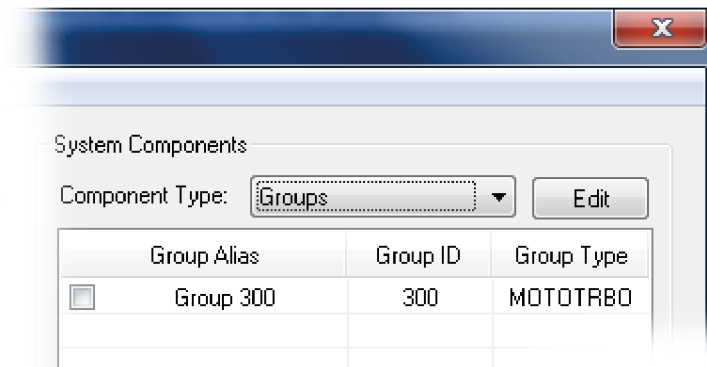 System Components
Component Type: Groups Edit
Group Alias Group ID Group Type
Group 300 300 MOTOTRBO